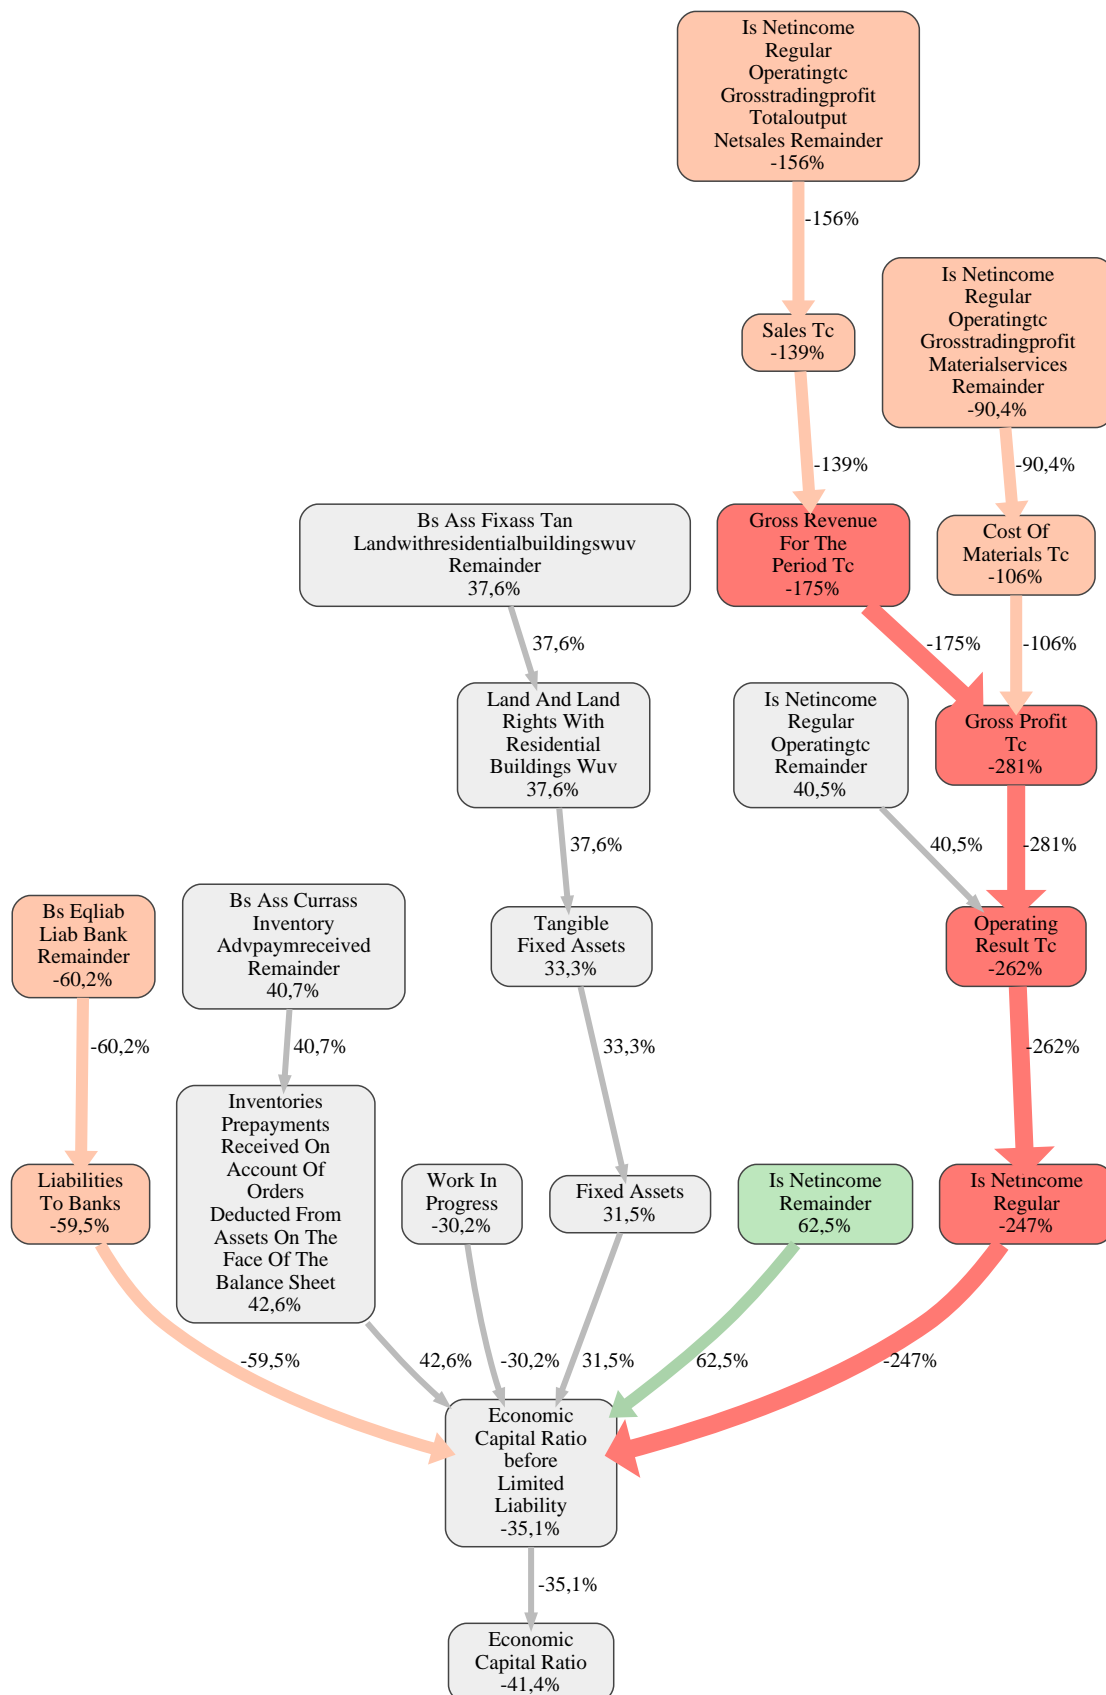 Is Netincome
Regular
Operatingtc
Grosstradingprofit
Totaloutput
Netsales Remainder
-156%
-156%
Is Netincome
Regular
Operatingtc
Grosstradingprofit
Materialservices
Remainder
-90,4%
Sales Tc
-139%
-139%
-90,4%
Bs Ass Fixass Tan
Landwithresidentialbuildingswuv
Remainder
37,6%
Gross Revenue
For The
Period Tc
-175%
Cost Of
Materials Tc
-106%
37,6%
-175%
-106%
Land And Land
Rights With
Residential
Buildings Wuv
37,6%
Is Netincome
Regular
Operatingtc
Remainder
40,5%
Gross Profit
Tc
-281%
37,6%
40,5%
-281%
Bs Eqliab
Liab Bank
Remainder
-60,2%
Bs Ass Currass
Inventory
Advpaymreceived
Remainder
40,7%
Tangible
Fixed Assets
33,3%
Operating
Result Tc
-262%
-60,2%
40,7%
33,3%
-262%
Liabilities
To Banks
-59,5%
Inventories
Prepayments
Received On
Account Of
Orders
Deducted From
Assets On The
Face Of The
Balance Sheet
42,6%
Work In
Progress
-30,2%
Fixed Assets
31,5%
Is Netincome
Remainder
62,5%
Is Netincome
Regular
-247%
-59,5%
42,6%
-30,2%
31,5%
62,5%
-247%
Economic
Capital Ratio
before
Limited
Liability
-35,1%
-35,1%
Economic
Capital Ratio
-41,4%